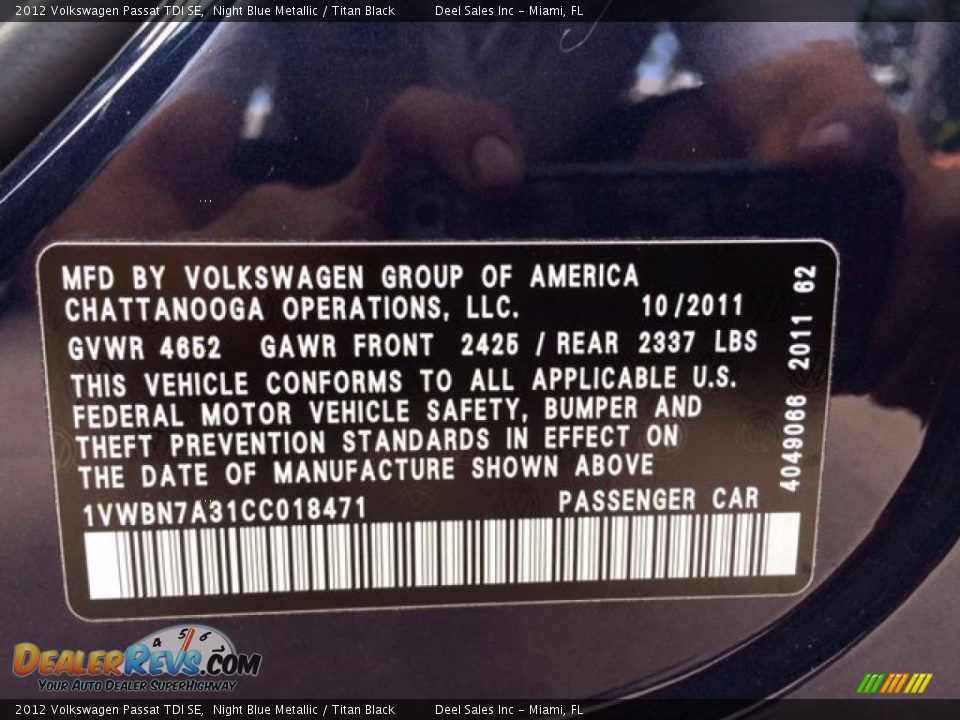 2012 Volkswagen Passat TDI SE, Night Blue Metallic / Titan Black Deel Sales Inc - Miami, FL
MFD BY VOLKSWAGEN GROUP OF AMERICA
CHATTANOOGA OPERATIONS, LLC. 10/2011
GVWR 4652 GAWR FRONT 2425 / REAR 2337 LBS
THIS VEHICLE CONFORMS TO ALL APPLICABLE U.S.
FEDERAL MOTOR VEHICLE SAFETY, BUMPER AND
THEFT PREVENTION STANDARDS IN EFFECT ON
THE DATE OF MANUFACTURE SHOWN ABOVE
1VWBN7A31CC018471 PASSENGER CAR
4049066 2011 62
4 5 6
DEALERREVS.COM
YOUR AUTO DEALER SUPERHIGHWAY
2012 Volkswagen Passat TDI SE, Night Blue Metallic / Titan Black Deel Sales Inc - Miami, FL